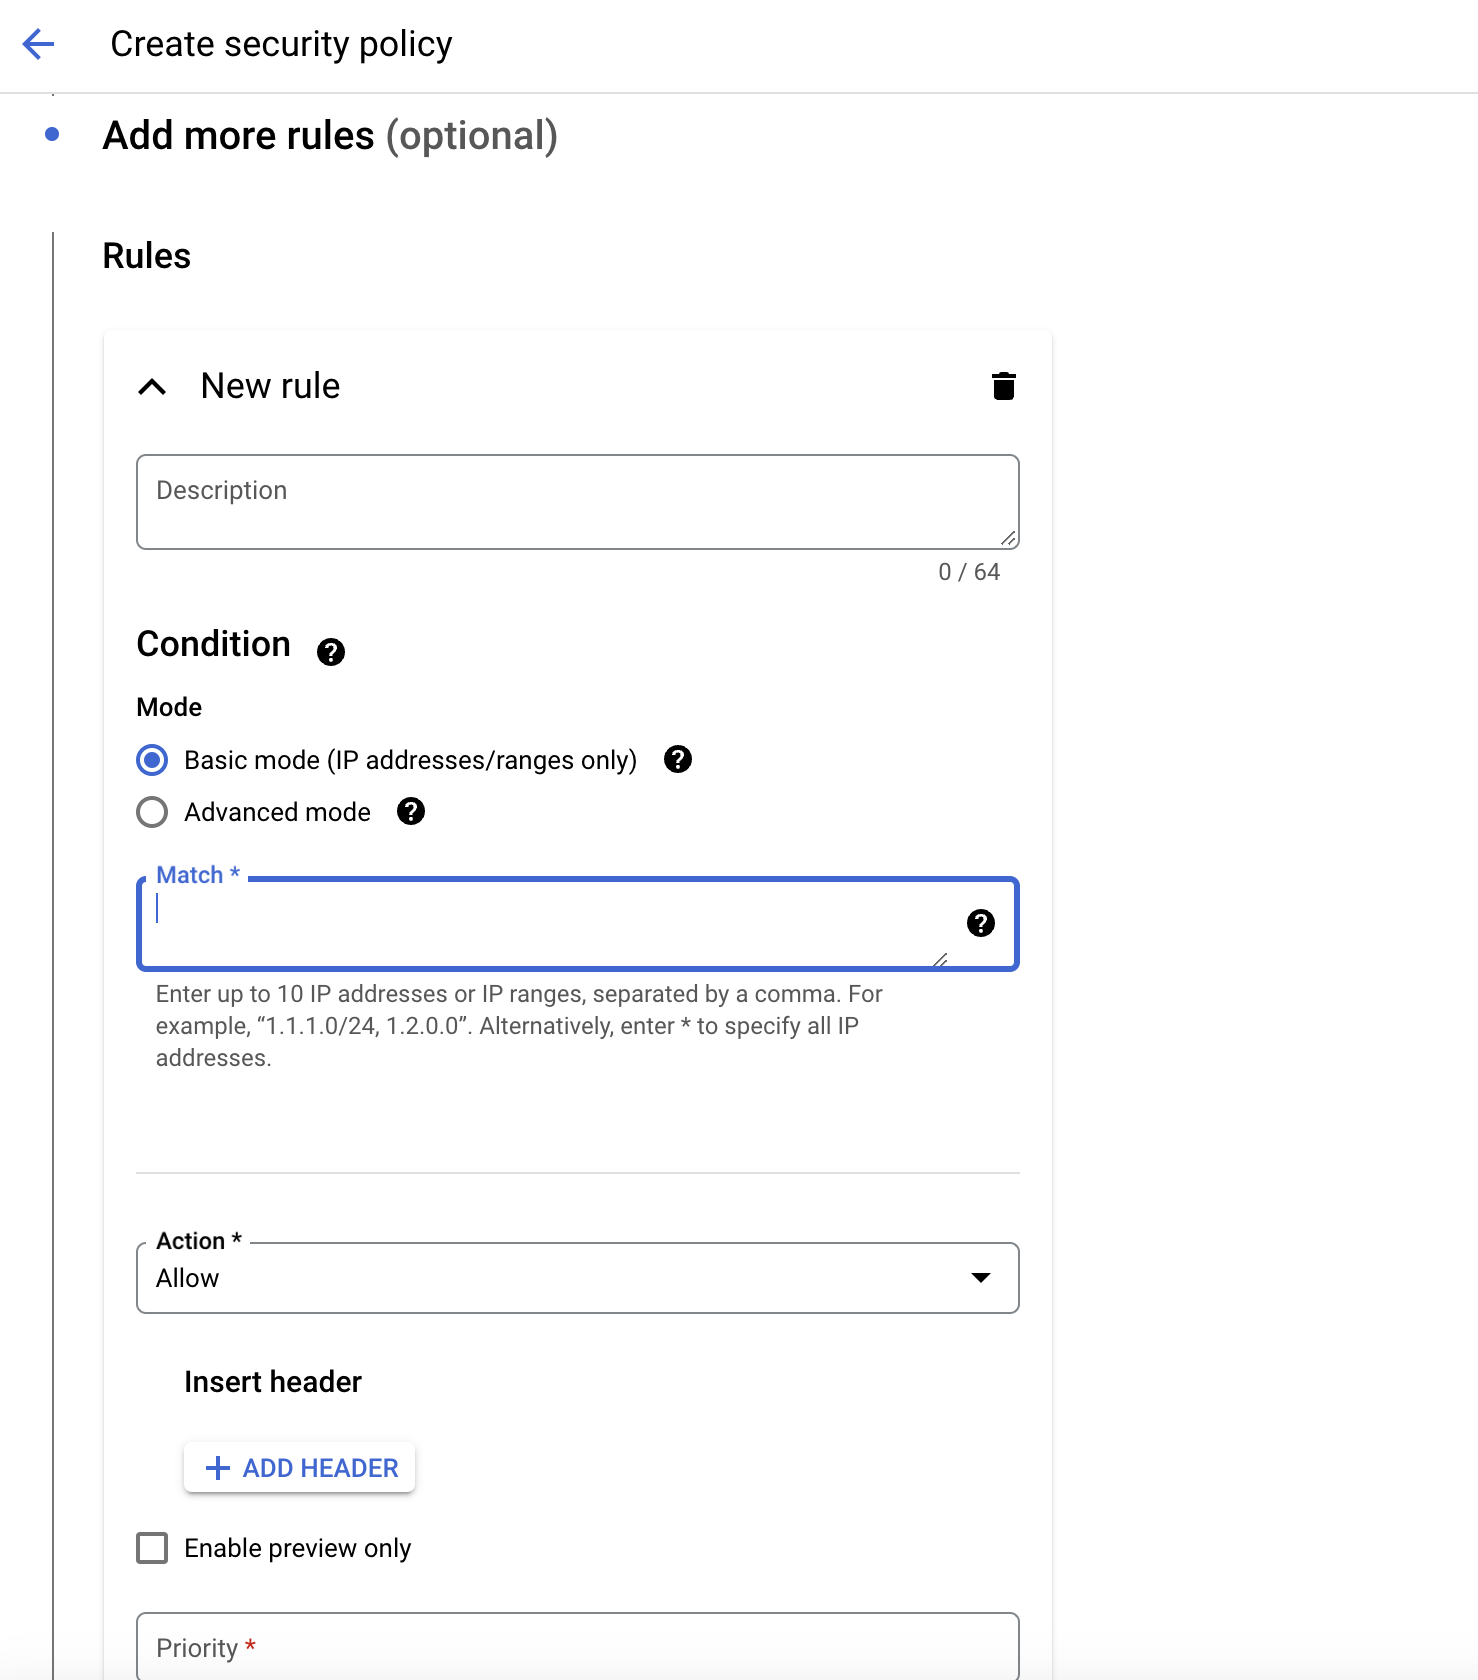 Create security policy
Add more rules (optional)
Rules
New rule
Description
0 / 64
Condition
Mode
Basic mode (IP addresses/ranges only)
Advanced mode
Match *
Enter up to 10 IP addresses or IP ranges, separated by a comma. For
example, “1.1.1.0/24, 1.2.0.0”. Alternatively, enter * to specify all IP
addresses.
Action *
Allow
Insert header
ADD HEADER
Enable preview only
Priority *